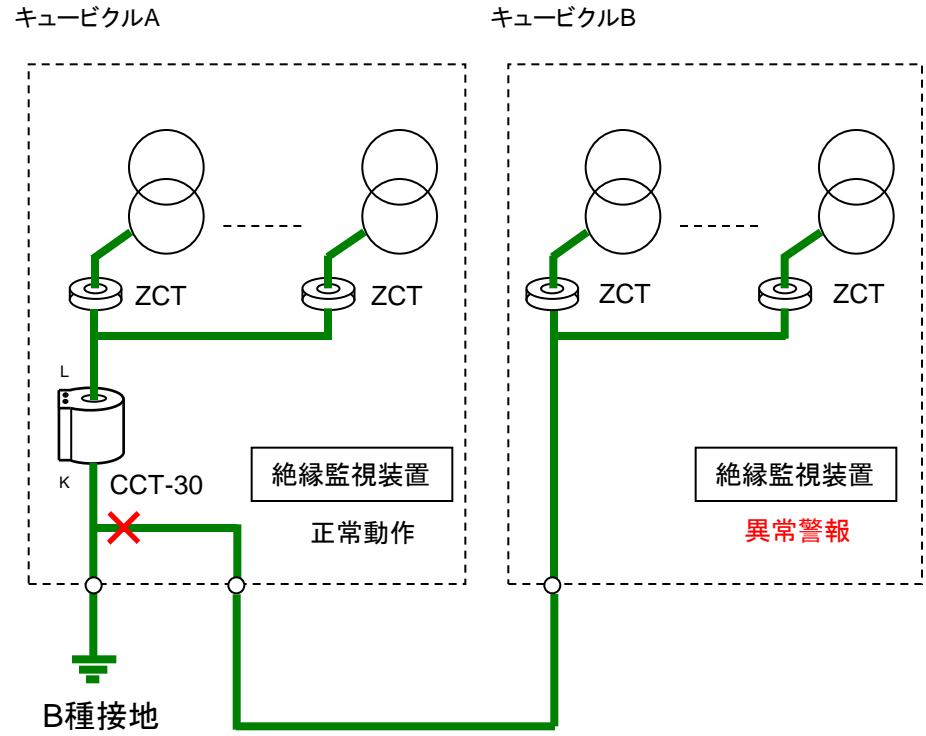 キュービクルA
キュービクルB
ZCT
ZCT
ZCT
ZCT
L
K
CCT-30
絶縁監視装置
正常動作
絶縁監視装置
異常警報
B種接地